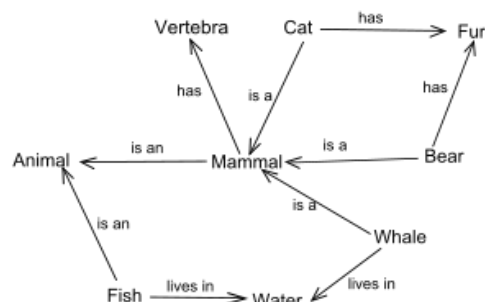 Vertebra
Cat
has
Fur
has
is a
has
Animal
is an
Mammal
is a
Bear
is an
is a
Whale
Fish
lives in
Water
lives in